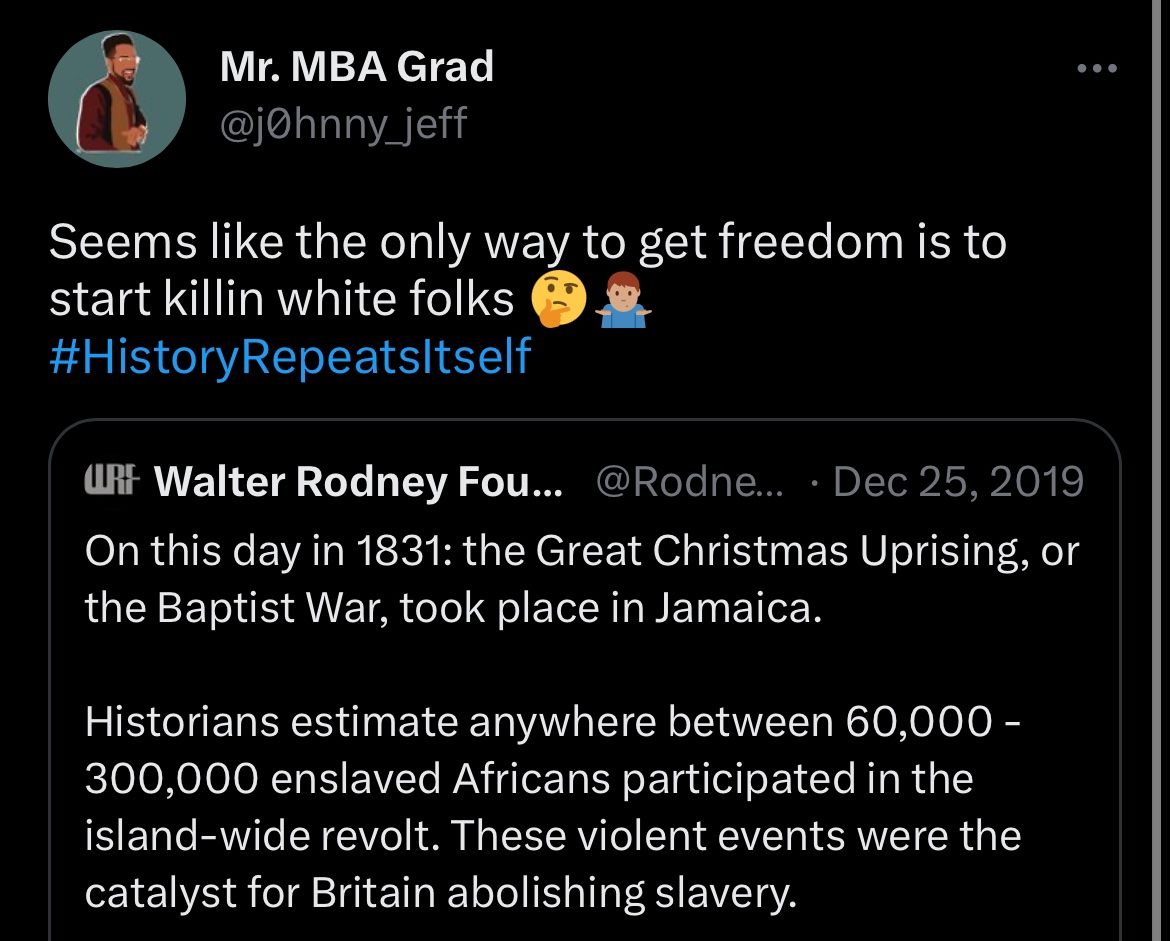 Mr. MBA Grad
@j0hnny_jeff
Seems like the only way to get freedom is to
start killin white folks 🤔🤷🏽‍♂️
#HistoryRepeatsItself
WRF Walter Rodney Fou... @Rodne... · Dec 25, 2019
On this day in 1831: the Great Christmas Uprising, or
the Baptist War, took place in Jamaica.
Historians estimate anywhere between 60,000 -
300,000 enslaved Africans participated in the
island-wide revolt. These violent events were the
catalyst for Britain abolishing slavery.